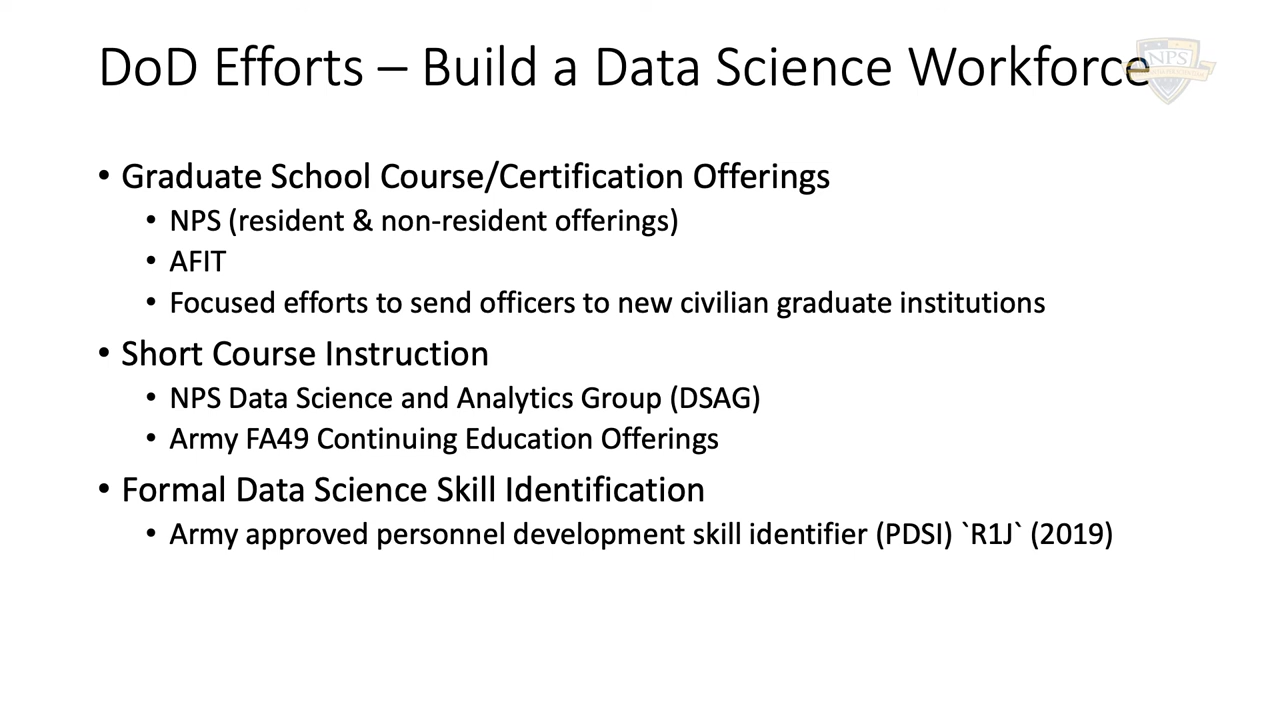 DoD Efforts – Build a Data Science Workforce
NPS
• Graduate School Course/Certification Offerings
• NPS (resident & non-resident offerings)
• AFIT
• Focused efforts to send officers to new civilian graduate institutions
• Short Course Instruction
• NPS Data Science and Analytics Group (DSAG)
• Army FA49 Continuing Education Offerings
• Formal Data Science Skill Identification
• Army approved personnel development skill identifier (PDSI) `R1J` (2019)